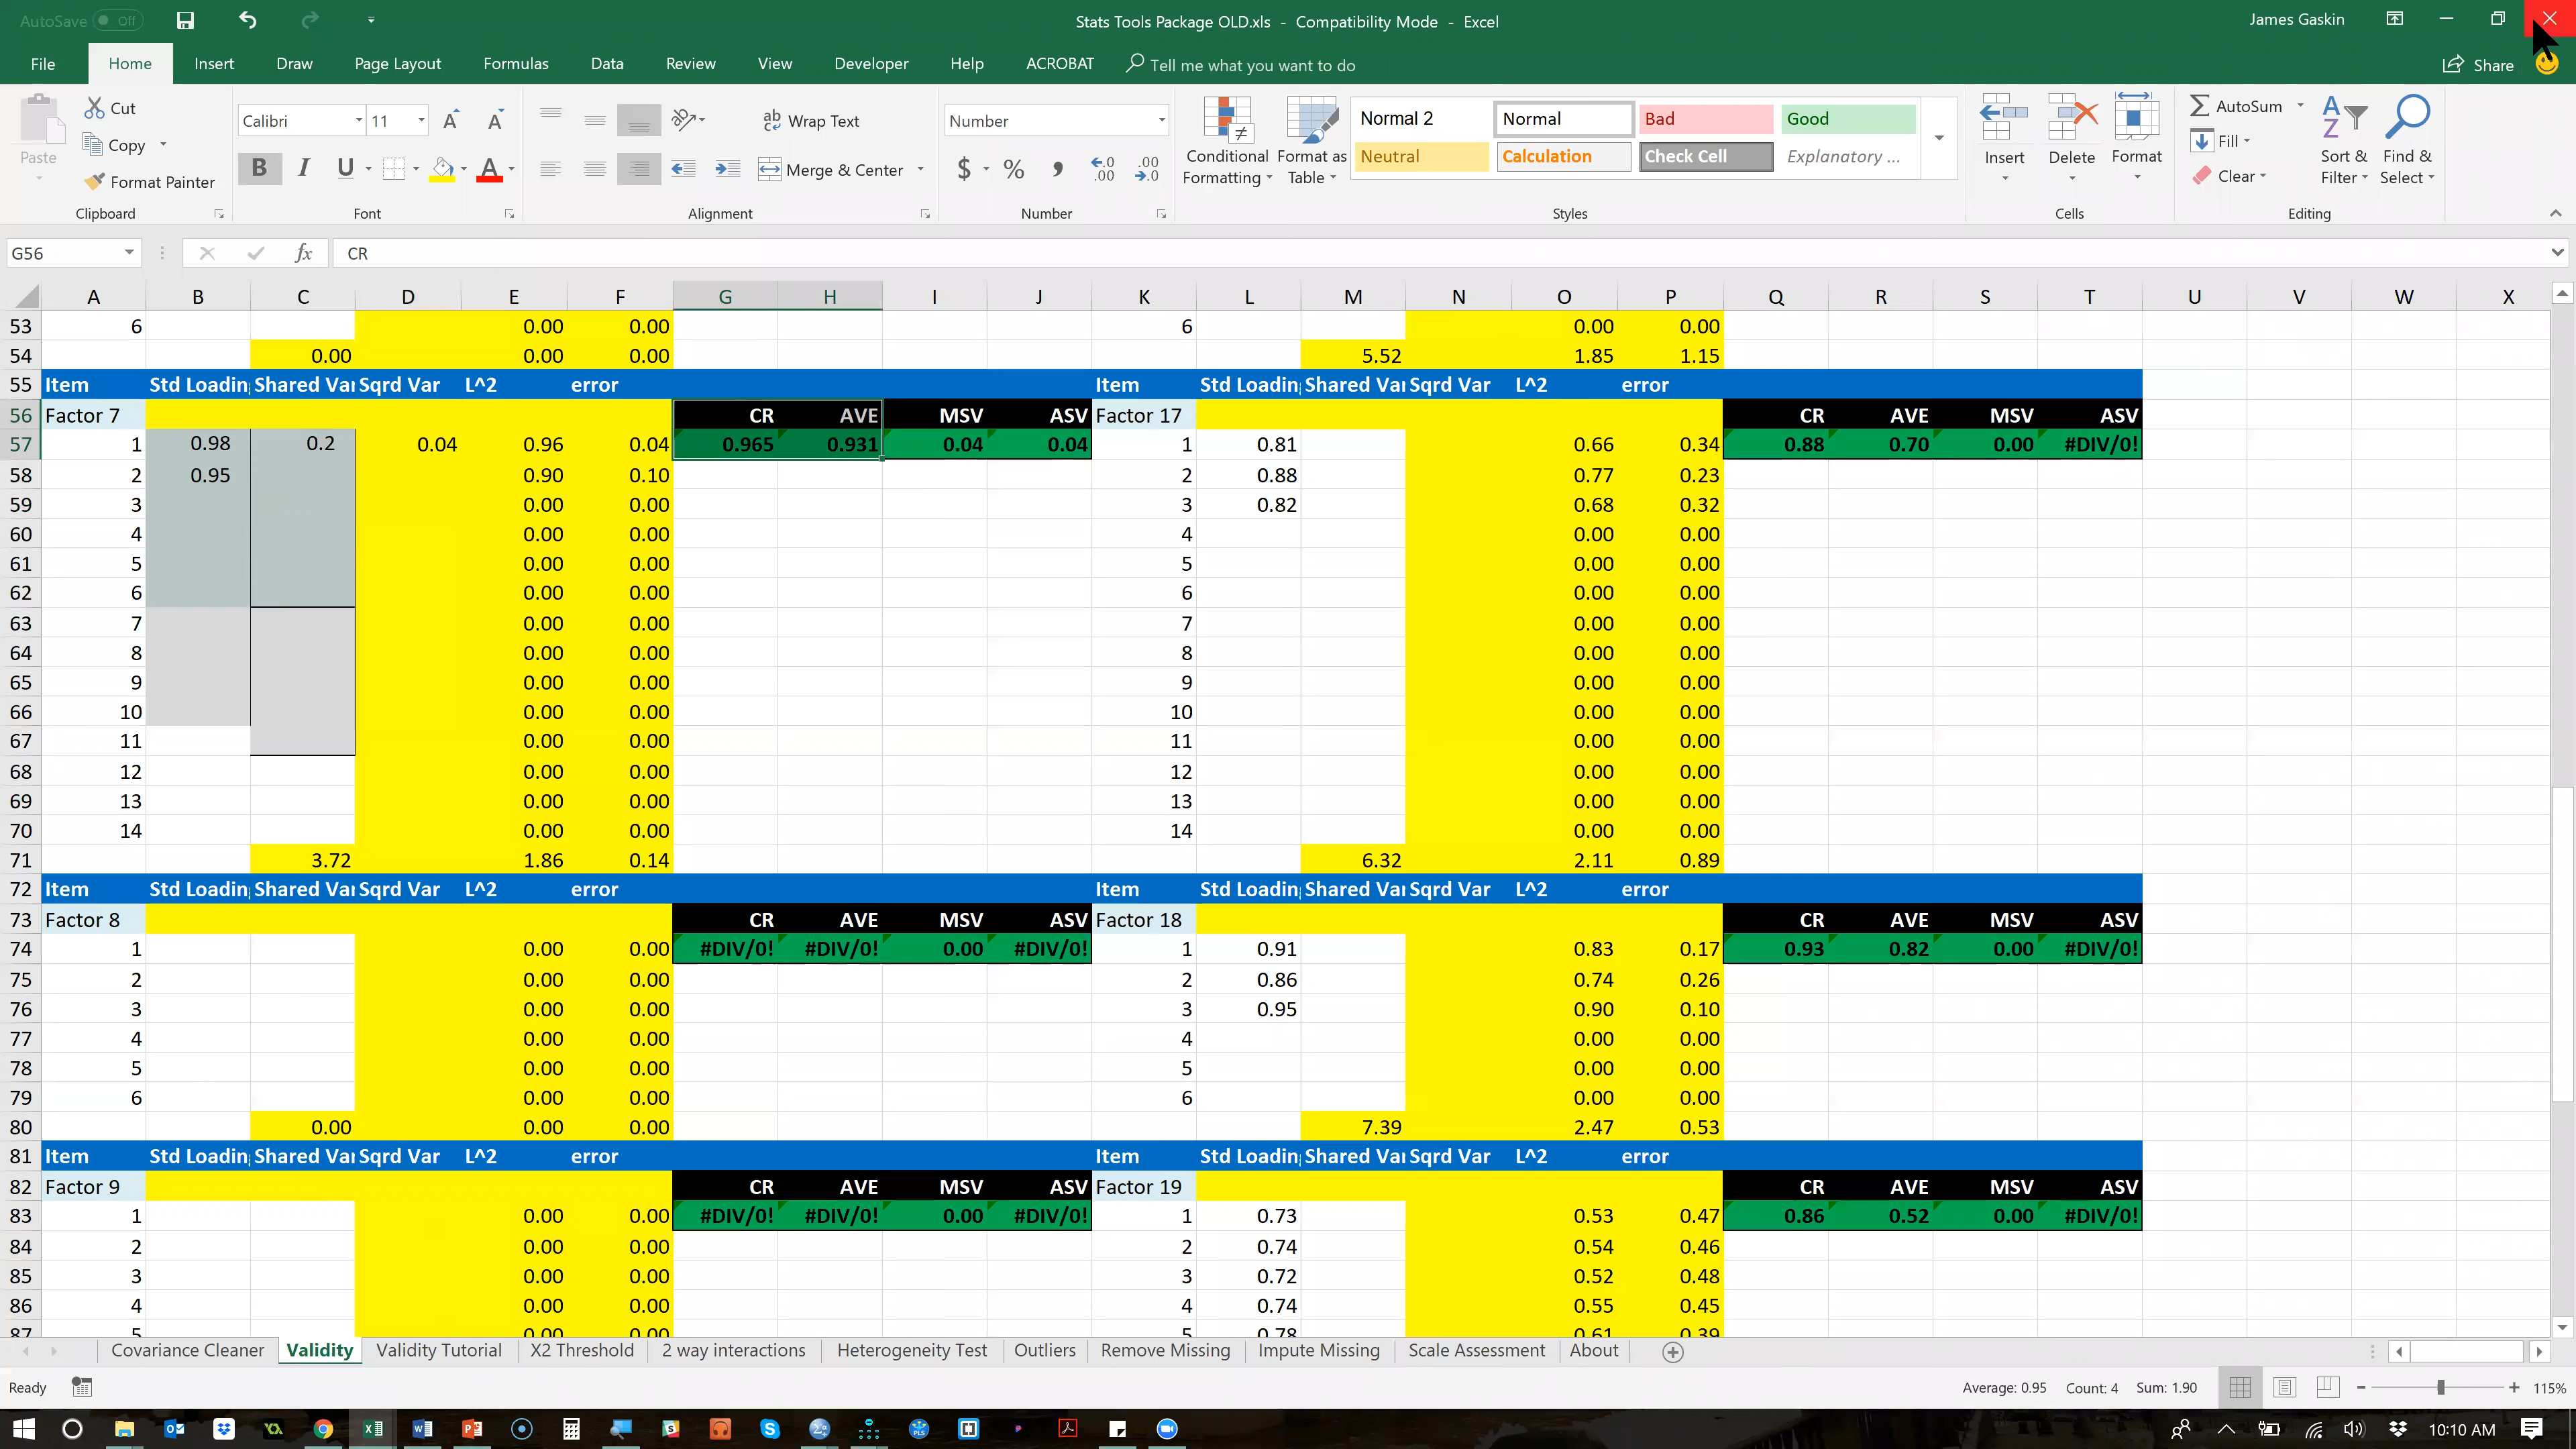 AutoSave Off Stats Tools Package OLD.xls - Compatibility Mode - Excel James Gaskin
File Home Insert Draw Page Layout Formulas Data Review View Developer Help ACROBAT Tell me what you want to do Share
Paste Cut Copy Format Painter Clipboard
Calibri 11 B I U A Font
Wrap Text Merge & Center Alignment
Number $ % Number
Conditional Formatting Format as Table
Normal 2 Normal Bad Good
Neutral Calculation Check Cell Explanatory ...
Styles
Insert Delete Format Cells
AutoSum Fill Clear Sort & Filter Find & Select Editing
G56 fx CR
A B C D E F G H I J K L M N O P Q R S T U V W X
53 6 0.00 0.00 6 0.00 0.00
54 0.00 0.00 0.00 5.52 1.85 1.15
55 Item Std Loadin Shared Var Sqrd Var L^2 error Item Std Loadin Shared Var Sqrd Var L^2 error
56 Factor 7 CR AVE MSV ASV Factor 17 CR AVE MSV ASV
57 1 0.98 0.2 0.04 0.96 0.04 0.965 0.931 0.04 0.04 1 0.81 0.66 0.34 0.88 0.70 0.00 #DIV/0!
58 2 0.95 0.90 0.10 2 0.88 0.77 0.23
59 3 0.00 0.00 3 0.82 0.68 0.32
60 4 0.00 0.00 4 0.00 0.00
61 5 0.00 0.00 5 0.00 0.00
62 6 0.00 0.00 6 0.00 0.00
63 7 0.00 0.00 7 0.00 0.00
64 8 0.00 0.00 8 0.00 0.00
65 9 0.00 0.00 9 0.00 0.00
66 10 0.00 0.00 10 0.00 0.00
67 11 0.00 0.00 11 0.00 0.00
68 12 0.00 0.00 12 0.00 0.00
69 13 0.00 0.00 13 0.00 0.00
70 14 0.00 0.00 14 0.00 0.00
71 3.72 1.86 0.14 6.32 2.11 0.89
72 Item Std Loadin Shared Var Sqrd Var L^2 error Item Std Loadin Shared Var Sqrd Var L^2 error
73 Factor 8 CR AVE MSV ASV Factor 18 CR AVE MSV ASV
74 1 0.00 0.00 #DIV/0! #DIV/0! 0.00 #DIV/0! 1 0.91 0.83 0.17 0.93 0.82 0.00 #DIV/0!
75 2 0.00 0.00 2 0.86 0.74 0.26
76 3 0.00 0.00 3 0.95 0.90 0.10
77 4 0.00 0.00 4 0.00 0.00
78 5 0.00 0.00 5 0.00 0.00
79 6 0.00 0.00 6 0.00 0.00
80 0.00 0.00 0.00 7.39 2.47 0.53
81 Item Std Loadin Shared Var Sqrd Var L^2 error Item Std Loadin Shared Var Sqrd Var L^2 error
82 Factor 9 CR AVE MSV ASV Factor 19 CR AVE MSV ASV
83 1 0.00 0.00 #DIV/0! #DIV/0! 0.00 #DIV/0! 1 0.73 0.53 0.47 0.86 0.52 0.00 #DIV/0!
84 2 0.00 0.00 2 0.74 0.54 0.46
85 3 0.00 0.00 3 0.72 0.52 0.48
86 4 0.00 0.00 4 0.74 0.55 0.45
87 5 0.00 0.00 5 0.78 0.61 0.39
Covariance Cleaner Validity Validity Tutorial X2 Threshold 2 way interactions Heterogeneity Test Outliers Remove Missing Impute Missing Scale Assessment About
Ready Average: 0.95 Count: 4 Sum: 1.90 115%
10:10 AM